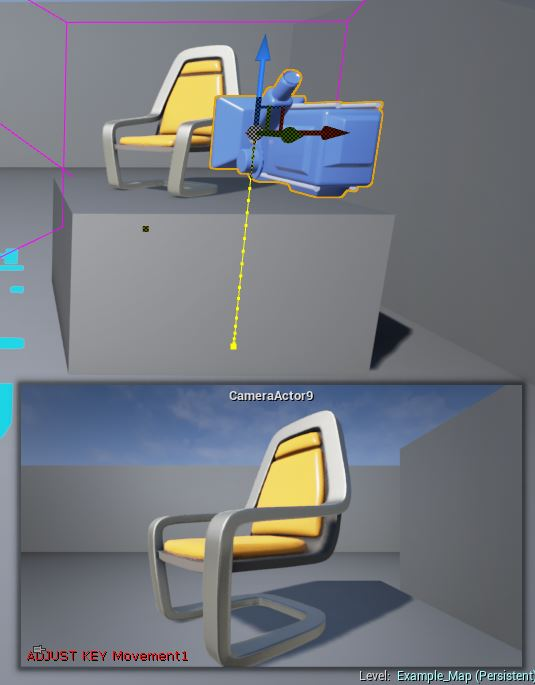 CameraActor9
ADJUST KEY Movement1
Level: Example_Map (Persistent)